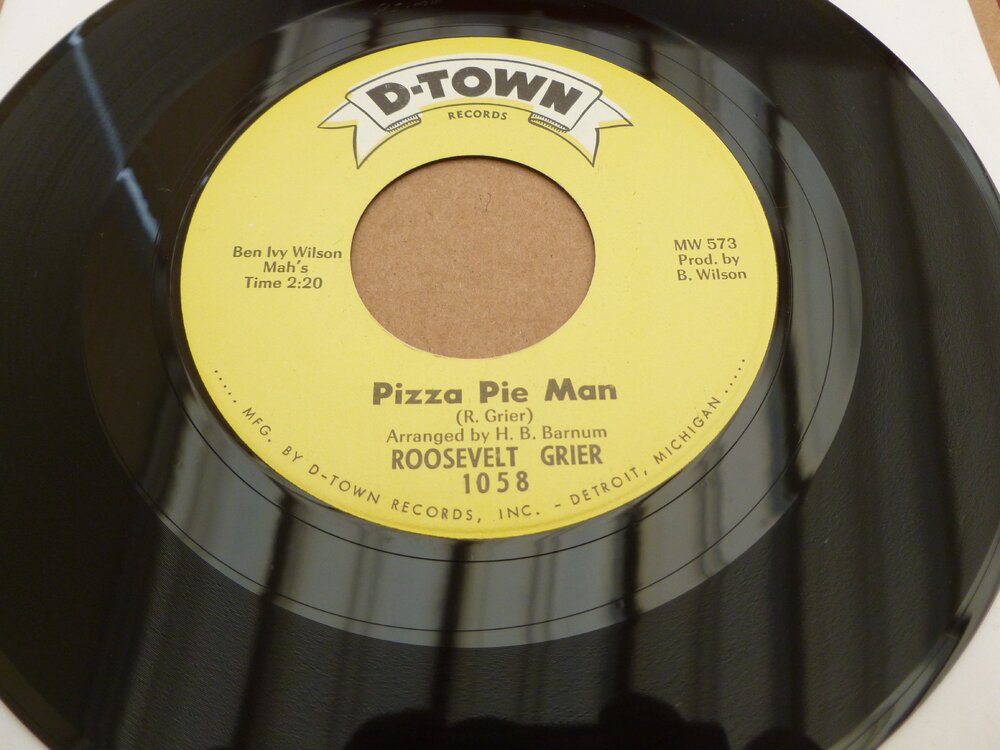 D-TOWN
RECORDS
Ben Ivy Wilson
Mah's
Time 2:20
MW 573
Prod. by
B. Wilson
Pizza Pie Man
(R. Grier)
Arranged by H. B. Barnum
ROOSEVELT GRIER
1058
...... MFG. BY D-TOWN RECORDS, INC. - DETROIT, MICHIGAN ......